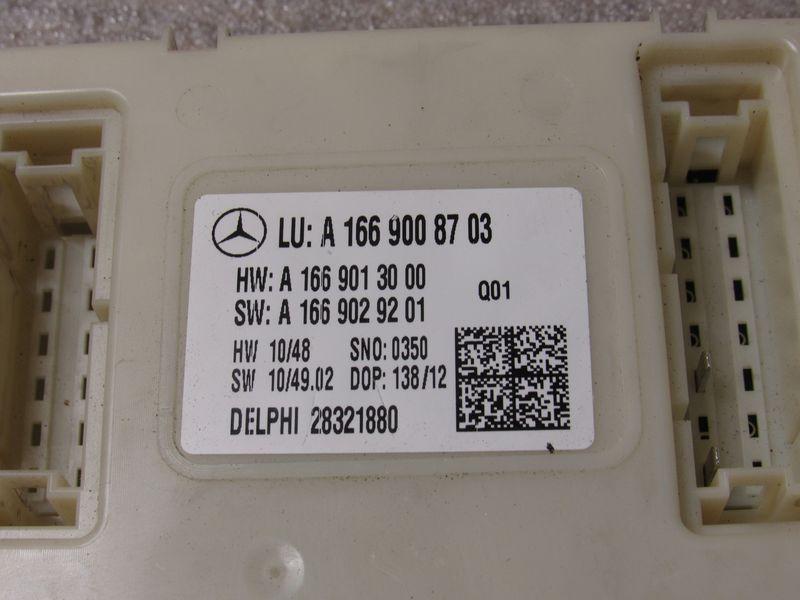 LU: A 166 900 87 03
HW: A 166 901 30 00
SW: A 166 902 92 01
Q01
HW 10/48 SNO: 0350
SW 10/49.02 DOP: 138/12
DELPHI 28321880